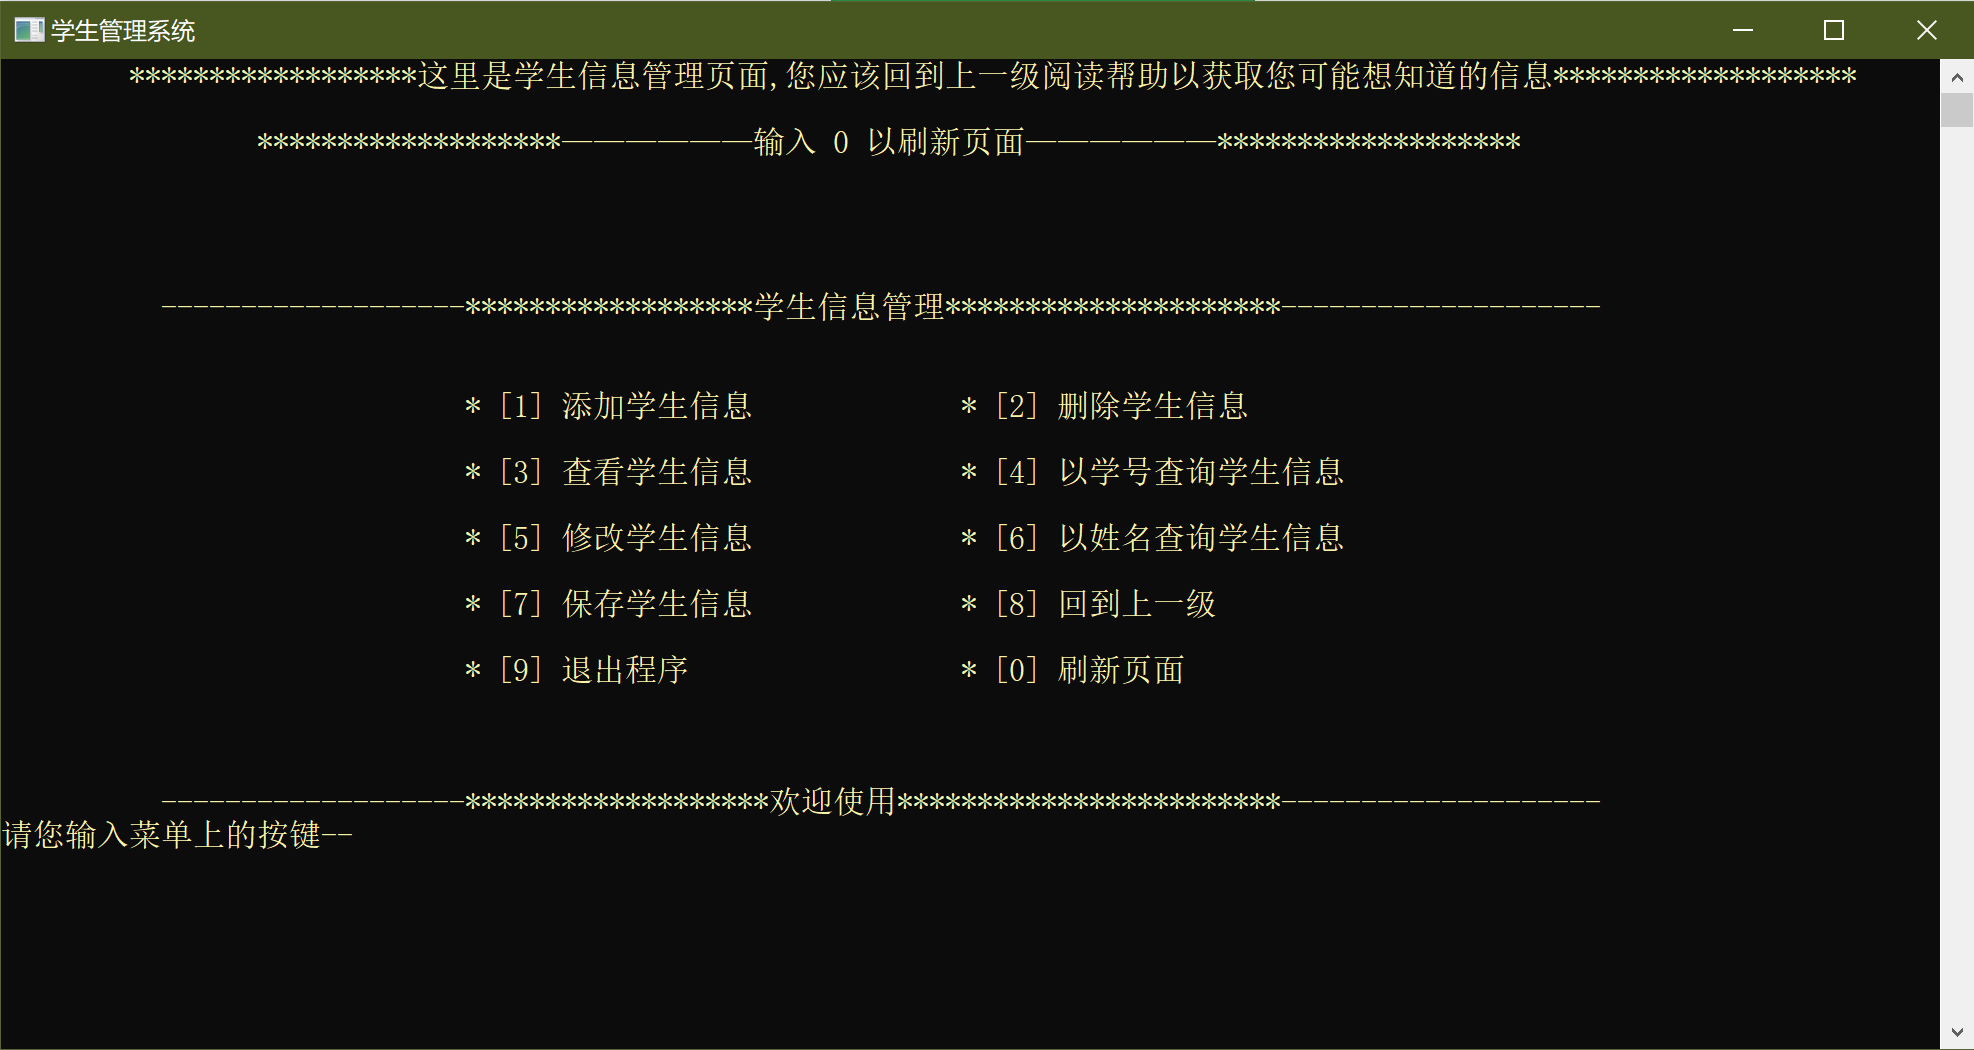 学生管理系统
******************这里是学生信息管理页面,您应该回到上一级阅读帮助以获取您可能想知道的信息*******************
*******************——————输入 0 以刷新页面——————*******************
-------------------******************学生信息管理*********************--------------------
* [1] 添加学生信息 * [2] 删除学生信息
* [3] 查看学生信息 * [4] 以学号查询学生信息
* [5] 修改学生信息 * [6] 以姓名查询学生信息
* [7] 保存学生信息 * [8] 回到上一级
* [9] 退出程序 * [0] 刷新页面
-------------------*******************欢迎使用************************--------------------
请您输入菜单上的按键--